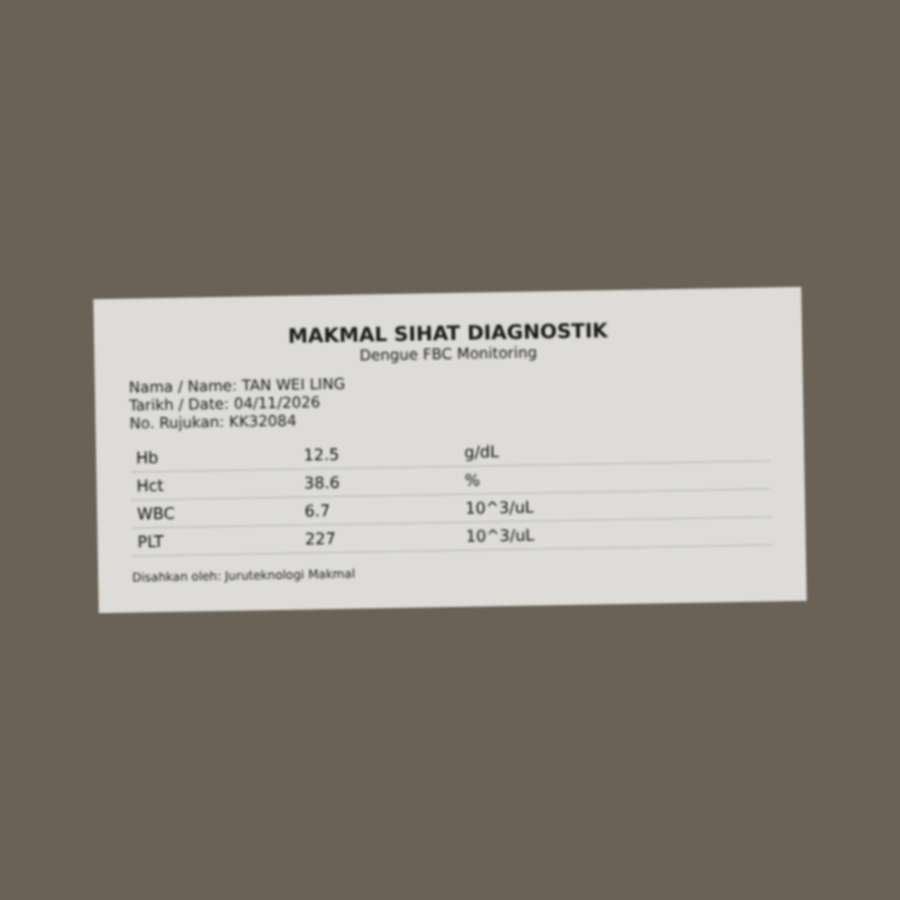 MAKMAL SIHAT DIAGNOSTIK
Dengue FBC Monitoring
Nama / Name: TAN WEI LING
Tarikh / Date: 04/11/2026
No. Rujukan: KK32084
Hb 12.5 g/dL
Hct 38.6 %
WBC 6.7 10^3/uL
PLT 227 10^3/uL
Disahkan oleh: Juruteknologi Makmal